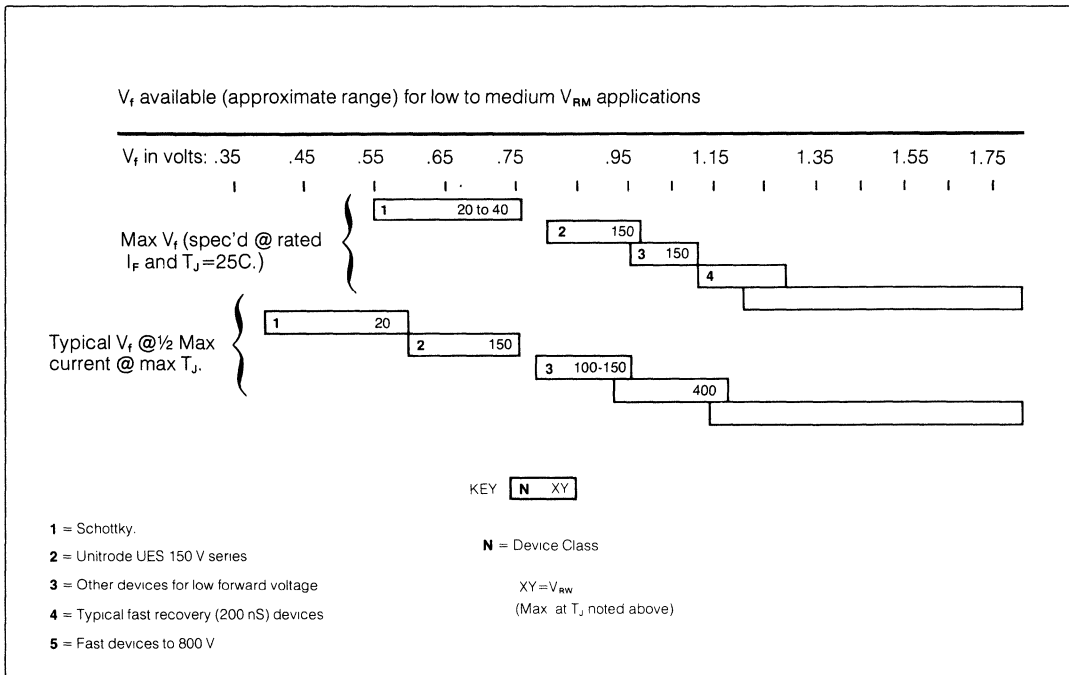 V_f available (approximate range) for low to medium V_RM applications
V_f in volts: .35 .45 .55 .65 .75 .95 1.15 1.35 1.55 1.75
1 20 to 40
Max V_f (spec'd @ rated
I_F and T_J=25C.)
2 150
3 150
4
1 20
Typical V_f @½ Max
current @ max T_J.
2 150
3 100-150
400
KEY N XY
1 = Schottky.
2 = Unitrode UES 150 V series
3 = Other devices for low forward voltage
4 = Typical fast recovery (200 nS) devices
5 = Fast devices to 800 V
N = Device Class
XY=V_RW
(Max at T_J noted above)